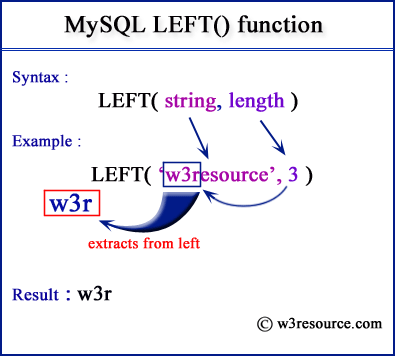 MySQL LEFT() function
Syntax :
LEFT( string, length )
Example :
LEFT( ‘w3resource’, 3 )
w3r
extracts from left
Result : w3r
© w3resource.com